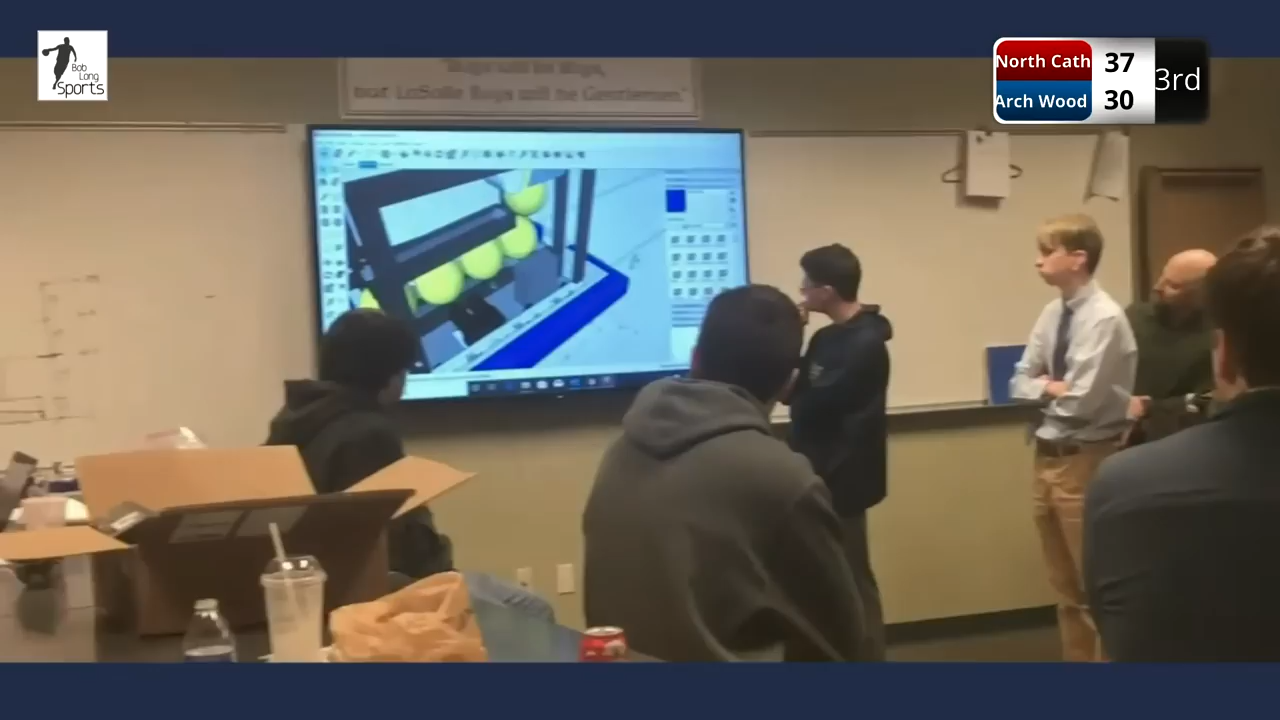 Bob
Long
Sports
"Boys will be Boys,
but LaSalle Boys will be Gentlemen."
North Cath 37
Arch Wood 30
3rd